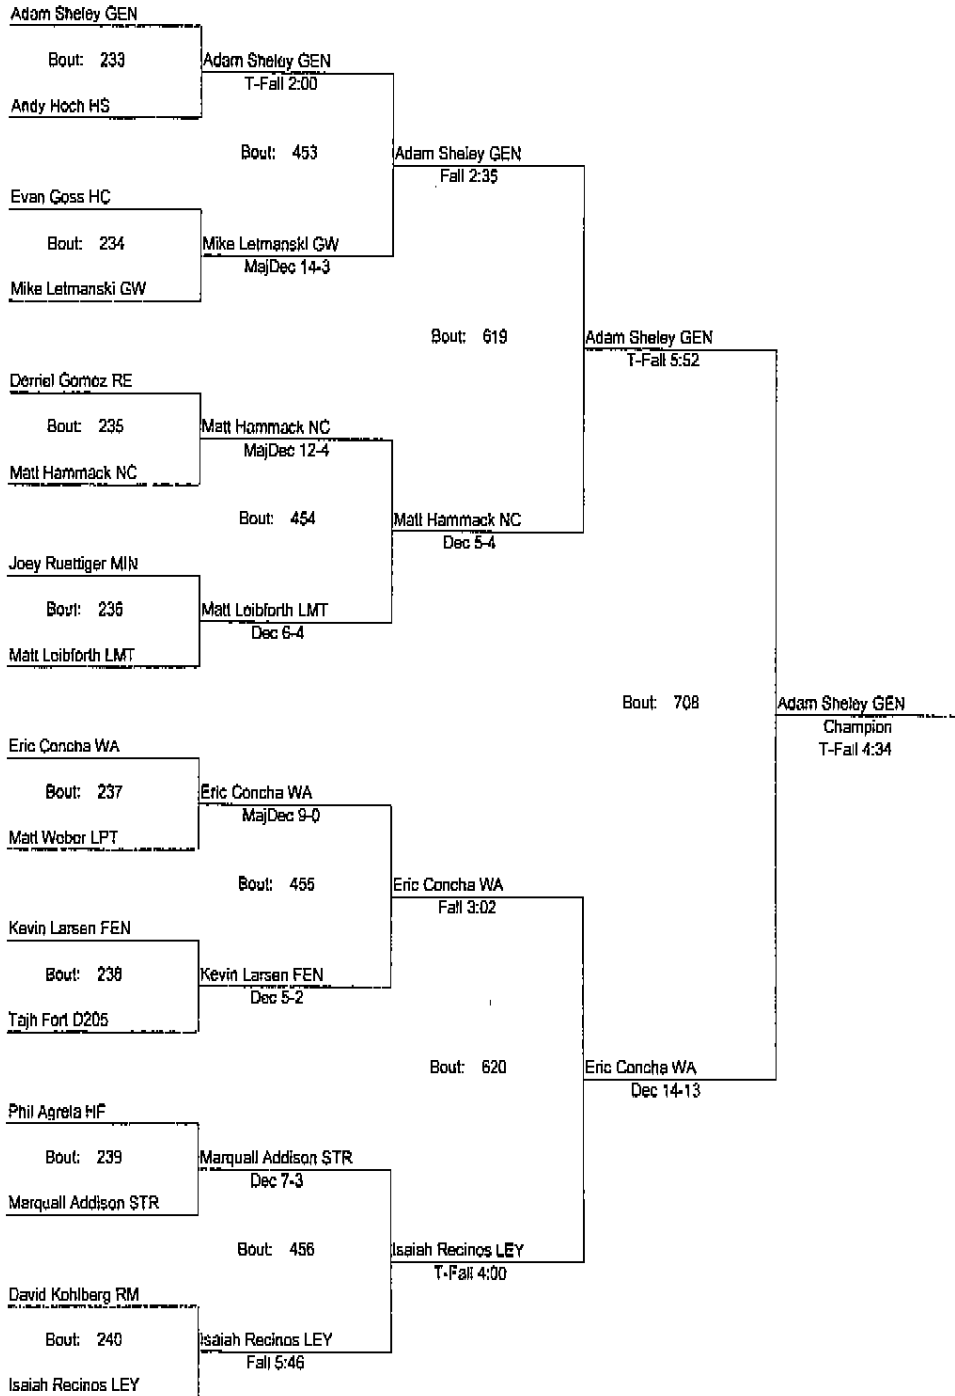 Adam Sheley GEN
Bout: 233
Adam Sheley GEN
T-Fall 2:00
Andy Hoch HS
Bout: 453
Adam Sheley GEN
Fall 2:35
Evan Goss HC
Bout: 234
Mike Letmanski GW
MajDec 14-3
Mike Letmanski GW
Bout: 619
Adam Sheley GEN
T-Fall 5:52
Derriel Gomez RE
Bout: 235
Matt Hammack NC
MajDec 12-4
Matt Hammack NC
Bout: 454
Matt Hammack NC
Dec 5-4
Joey Ruettiger MIN
Bout: 236
Matt Loibforth LMT
Dec 6-4
Matt Loibforth LMT
Bout: 708
Adam Sheley GEN
Champion
T-Fall 4:34
Eric Concha WA
Bout: 237
Eric Concha WA
MajDec 9-0
Matt Weber LPT
Bout: 455
Eric Concha WA
Fall 3:02
Kevin Larsen FEN
Bout: 238
Kevin Larsen FEN
Dec 5-2
Tajh Fort D205
Bout: 620
Eric Concha WA
Dec 14-13
Phil Agrela HF
Bout: 239
Marquall Addison STR
Dec 7-3
Marquall Addison STR
Bout: 456
Isaiah Recinos LEY
T-Fall 4:00
David Kohlberg RM
Bout: 240
Isaiah Recinos LEY
Fall 5:46
Isaiah Recinos LEY